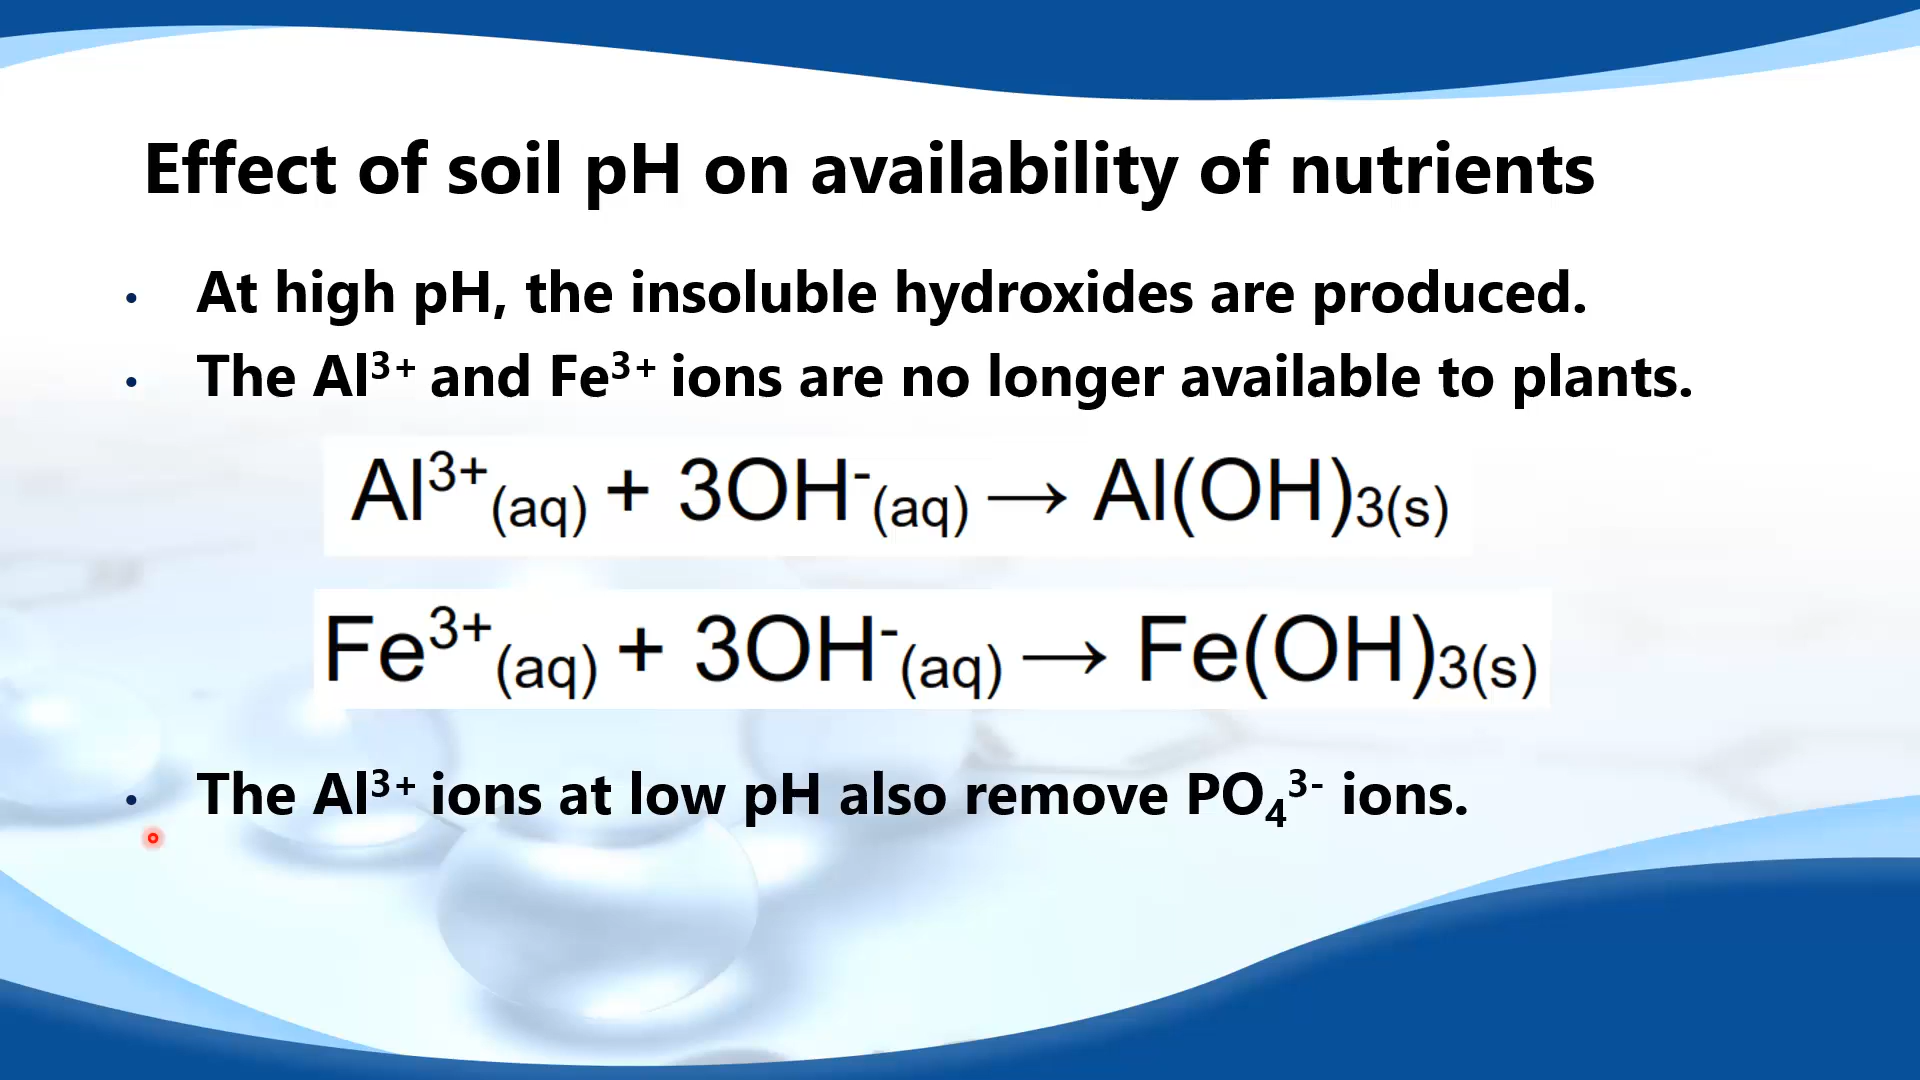 Effect of soil pH on availability of nutrients
• At high pH, the insoluble hydroxides are produced.
• The Al³⁺ and Fe³⁺ ions are no longer available to plants.
Al³⁺(aq) + 3OH⁻(aq) → Al(OH)₃(s)
Fe³⁺(aq) + 3OH⁻(aq) → Fe(OH)₃(s)
• The Al³⁺ ions at low pH also remove PO₄³⁻ ions.